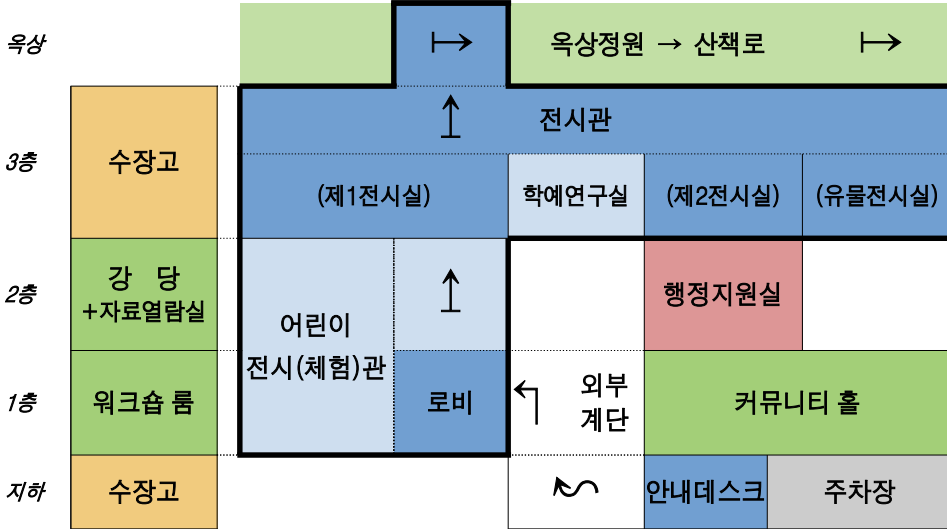 옥상
옥상정원 → 산책로
3층
수장고
전시관
(제1전시실)
학예연구실
(제2전시실)
(유물전시실)
2층
강 당
+자료열람실
어린이
전시(체험)관
행정지원실
1층
워크숍 룸
로비
외부
계단
커뮤니티 홀
지하
수장고
안내데스크
주차장